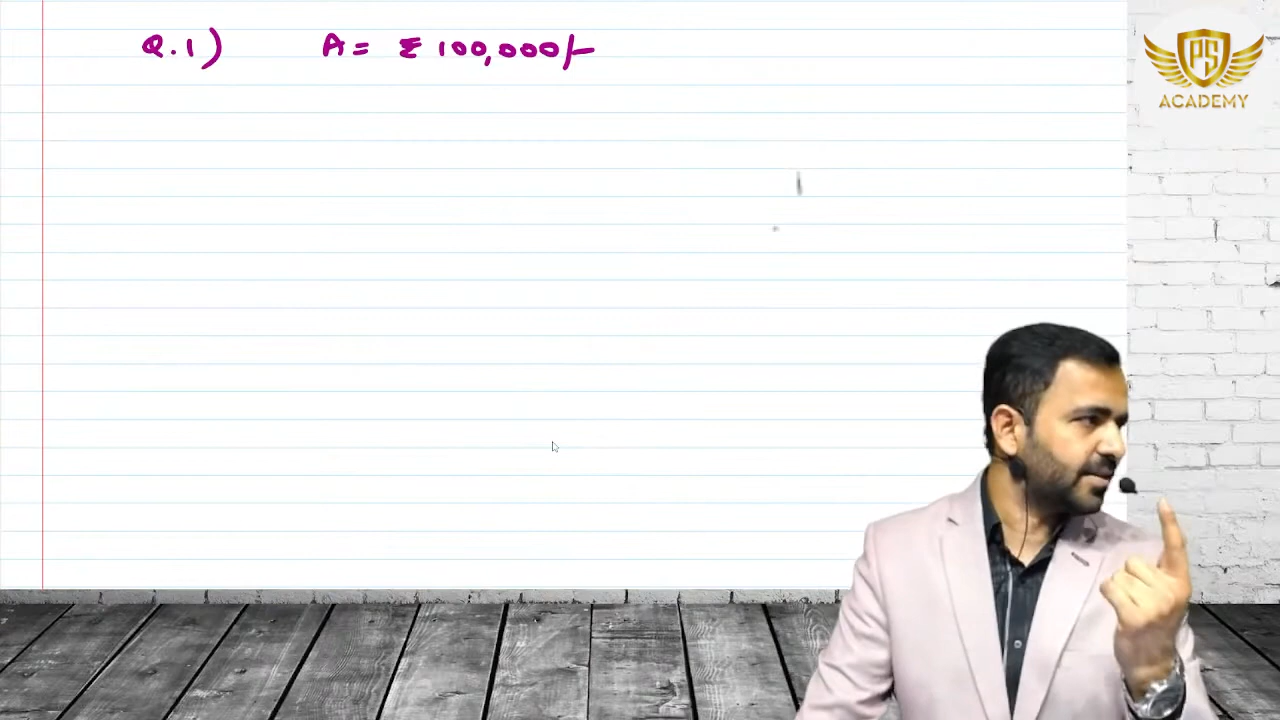 Q.1) A = ₹ 100,000/-
PS
ACADEMY